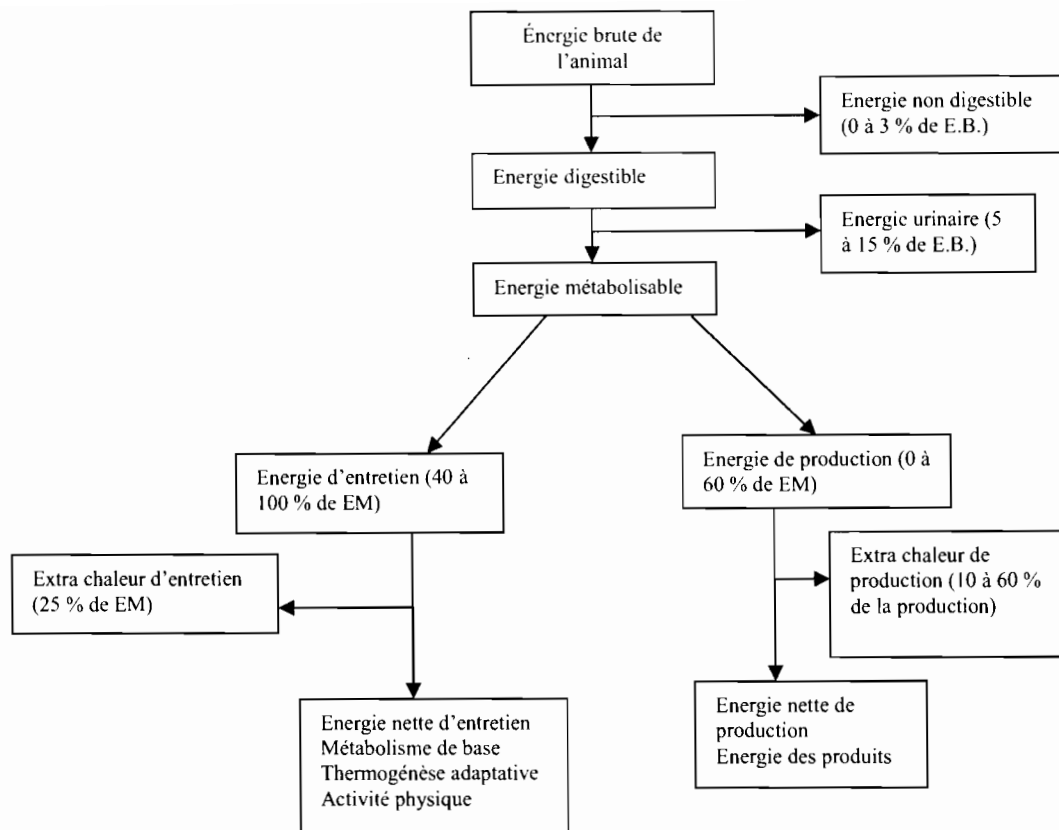 Énergie brute de
l'animal
Energie non digestible
(0 à 3 % de E.B.)
Energie digestible
Energie urinaire (5
à 15 % de E.B.)
Energie métabolisable
Energie d'entretien (40 à
100 % de EM)
Energie de production (0 à
60 % de EM)
Extra chaleur d'entretien
(25 % de EM)
Extra chaleur de
production (10 à 60 %
de la production)
Energie nette d'entretien
Métabolisme de base
Thermogénèse adaptative
Activité physique
Energie nette de
production
Energie des produits